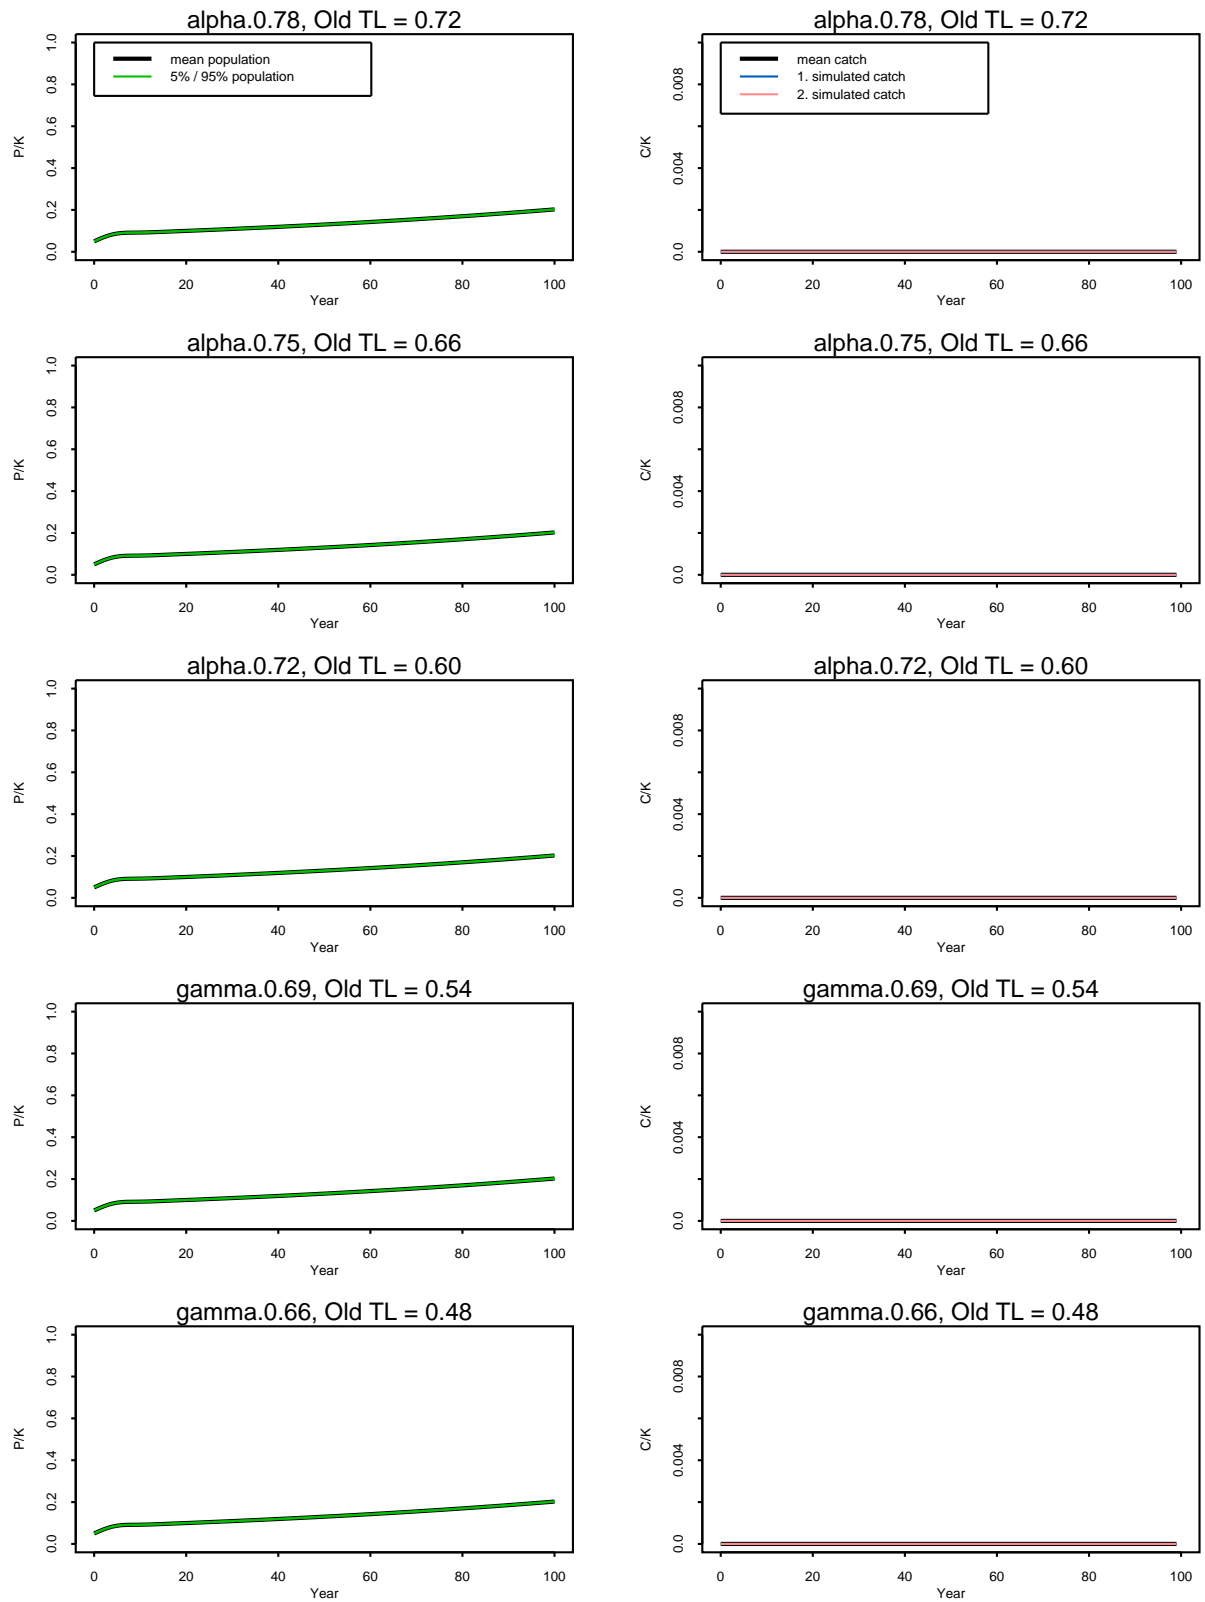 alpha.0.78, Old TL = 0.72
mean population
5% / 95% population
P/K
0.0 0.2 0.4 0.6 0.8 1.0
0 20 40 60 80 100
Year
alpha.0.78, Old TL = 0.72
mean catch
1. simulated catch
2. simulated catch
C/K
0.0 0.004 0.008
0 20 40 60 80 100
Year
alpha.0.75, Old TL = 0.66
P/K
0.0 0.2 0.4 0.6 0.8 1.0
0 20 40 60 80 100
Year
alpha.0.75, Old TL = 0.66
C/K
0.0 0.004 0.008
0 20 40 60 80 100
Year
alpha.0.72, Old TL = 0.60
P/K
0.0 0.2 0.4 0.6 0.8 1.0
0 20 40 60 80 100
Year
alpha.0.72, Old TL = 0.60
C/K
0.0 0.004 0.008
0 20 40 60 80 100
Year
gamma.0.69, Old TL = 0.54
P/K
0.0 0.2 0.4 0.6 0.8 1.0
0 20 40 60 80 100
Year
gamma.0.69, Old TL = 0.54
C/K
0.0 0.004 0.008
0 20 40 60 80 100
Year
gamma.0.66, Old TL = 0.48
P/K
0.0 0.2 0.4 0.6 0.8 1.0
0 20 40 60 80 100
Year
gamma.0.66, Old TL = 0.48
C/K
0.0 0.004 0.008
0 20 40 60 80 100
Year